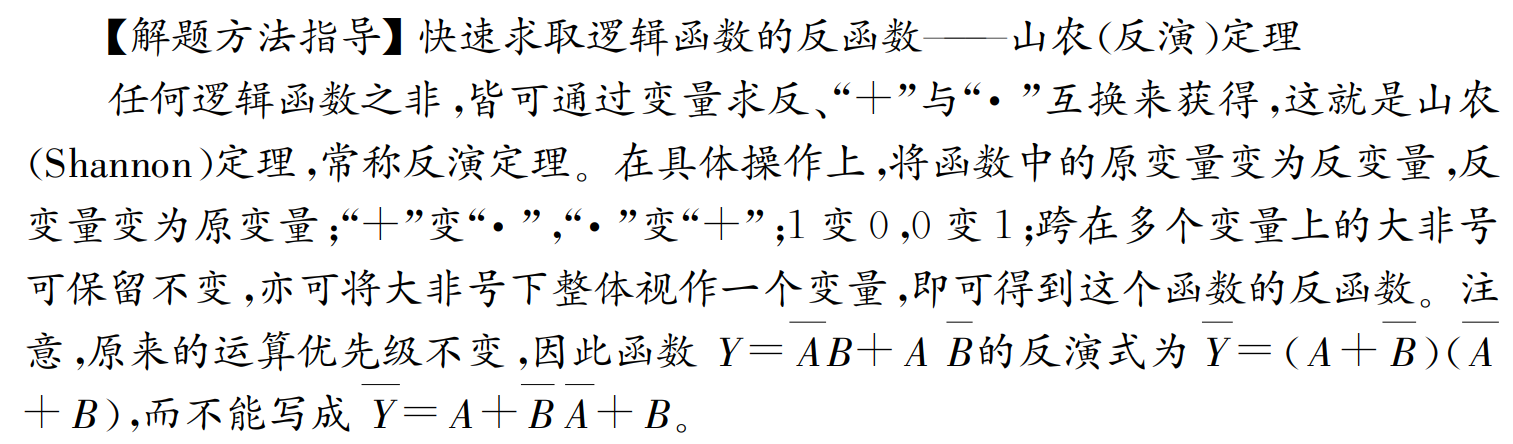 【解题方法指导】快速求取逻辑函数的反函数——山农(反演)定理
任何逻辑函数之非,皆可通过变量求反、“＋”与“·”互换来获得,这就是山农
(Shannon)定理,常称反演定理。在具体操作上,将函数中的原变量变为反变量,反
变量变为原变量;“＋”变“·”,“·”变“＋”;1 变 0,0 变 1;跨在多个变量上的大非号
可保留不变,亦可将大非号下整体视作一个变量,即可得到这个函数的反函数。注
意,原来的运算优先级不变,因此函数 Y＝A̅B＋A B̅的反演式为 Y̅＝(A＋B̅)(A̅
＋B),而不能写成 Y̅＝A＋B̅ A̅＋B。